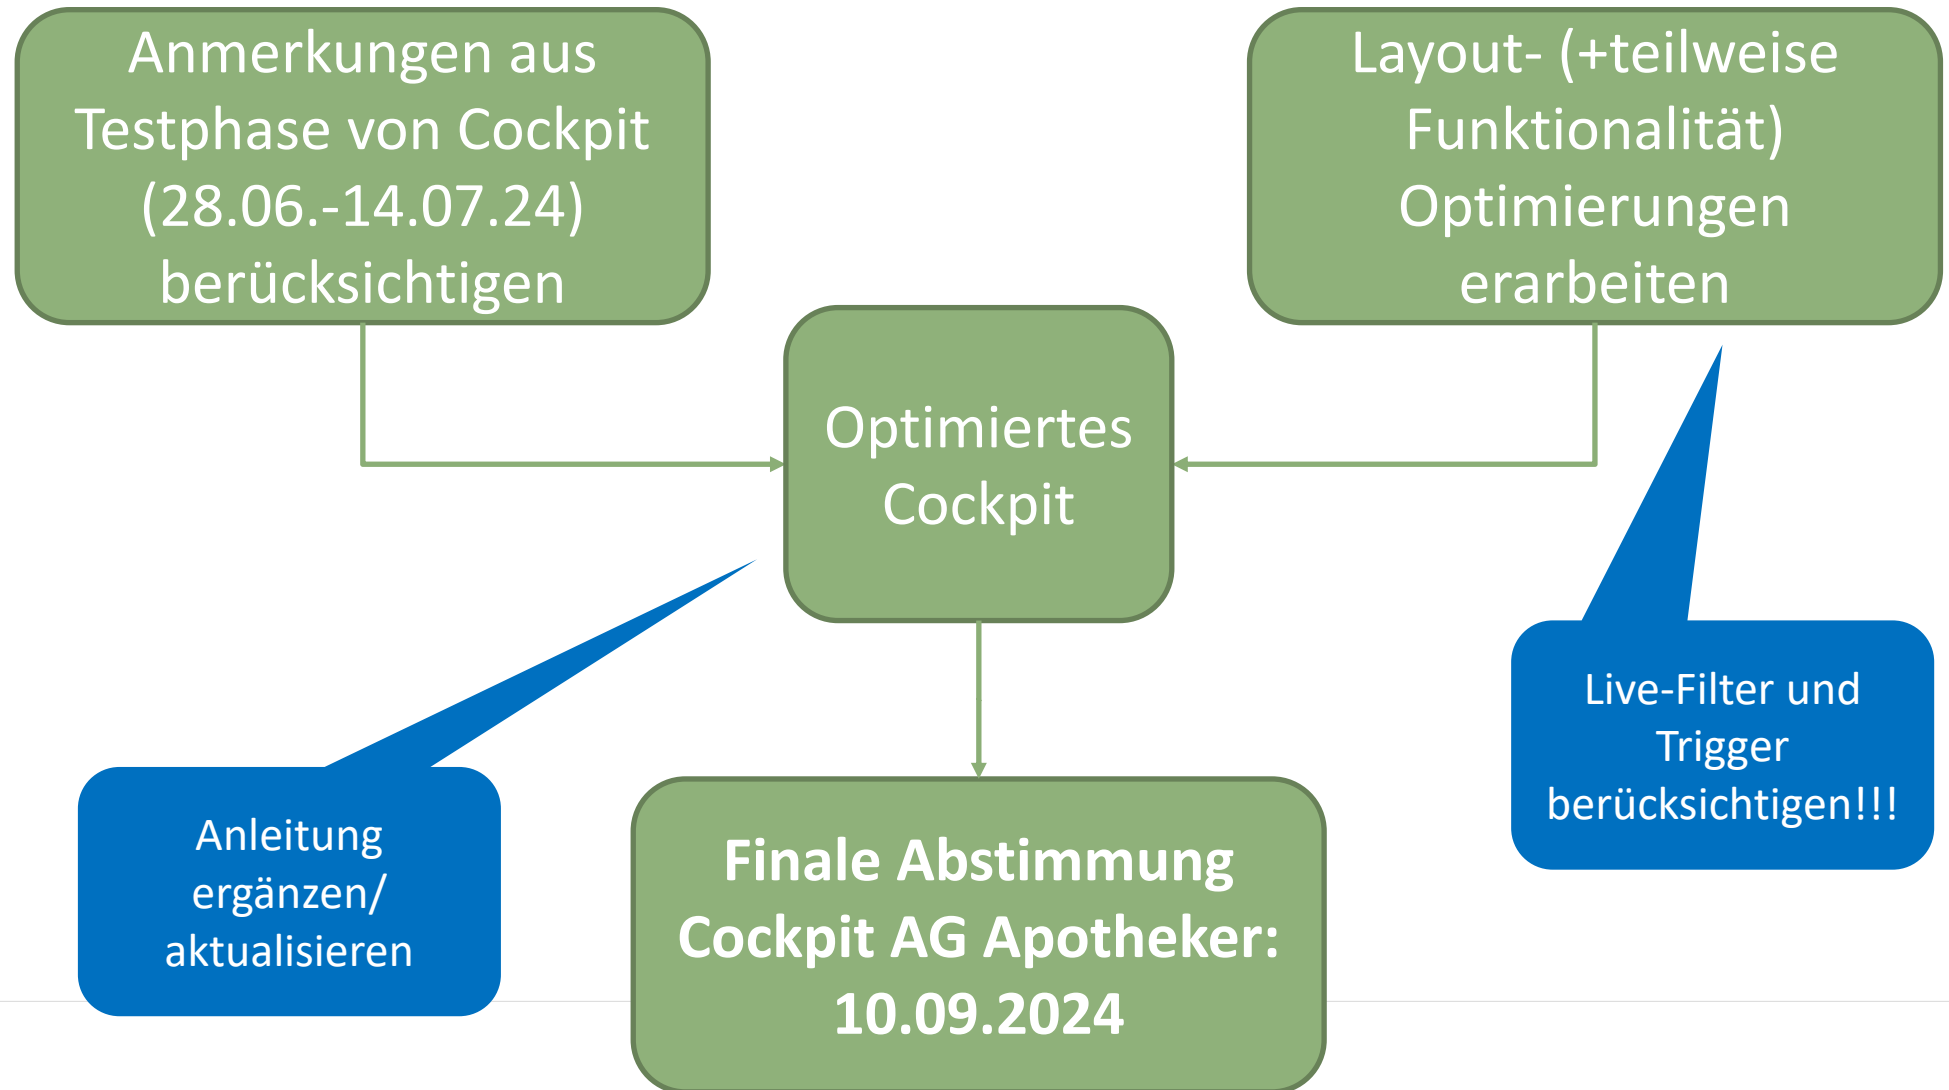 Anmerkungen aus
Testphase von Cockpit
(28.06.-14.07.24)
berücksichtigen
Layout- (+teilweise
Funktionalität)
Optimierungen
erarbeiten
Optimiertes
Cockpit
Live-Filter und
Trigger
berücksichtigen!!!
Anleitung
ergänzen/
aktualisieren
Finale Abstimmung
Cockpit AG Apotheker:
10.09.2024